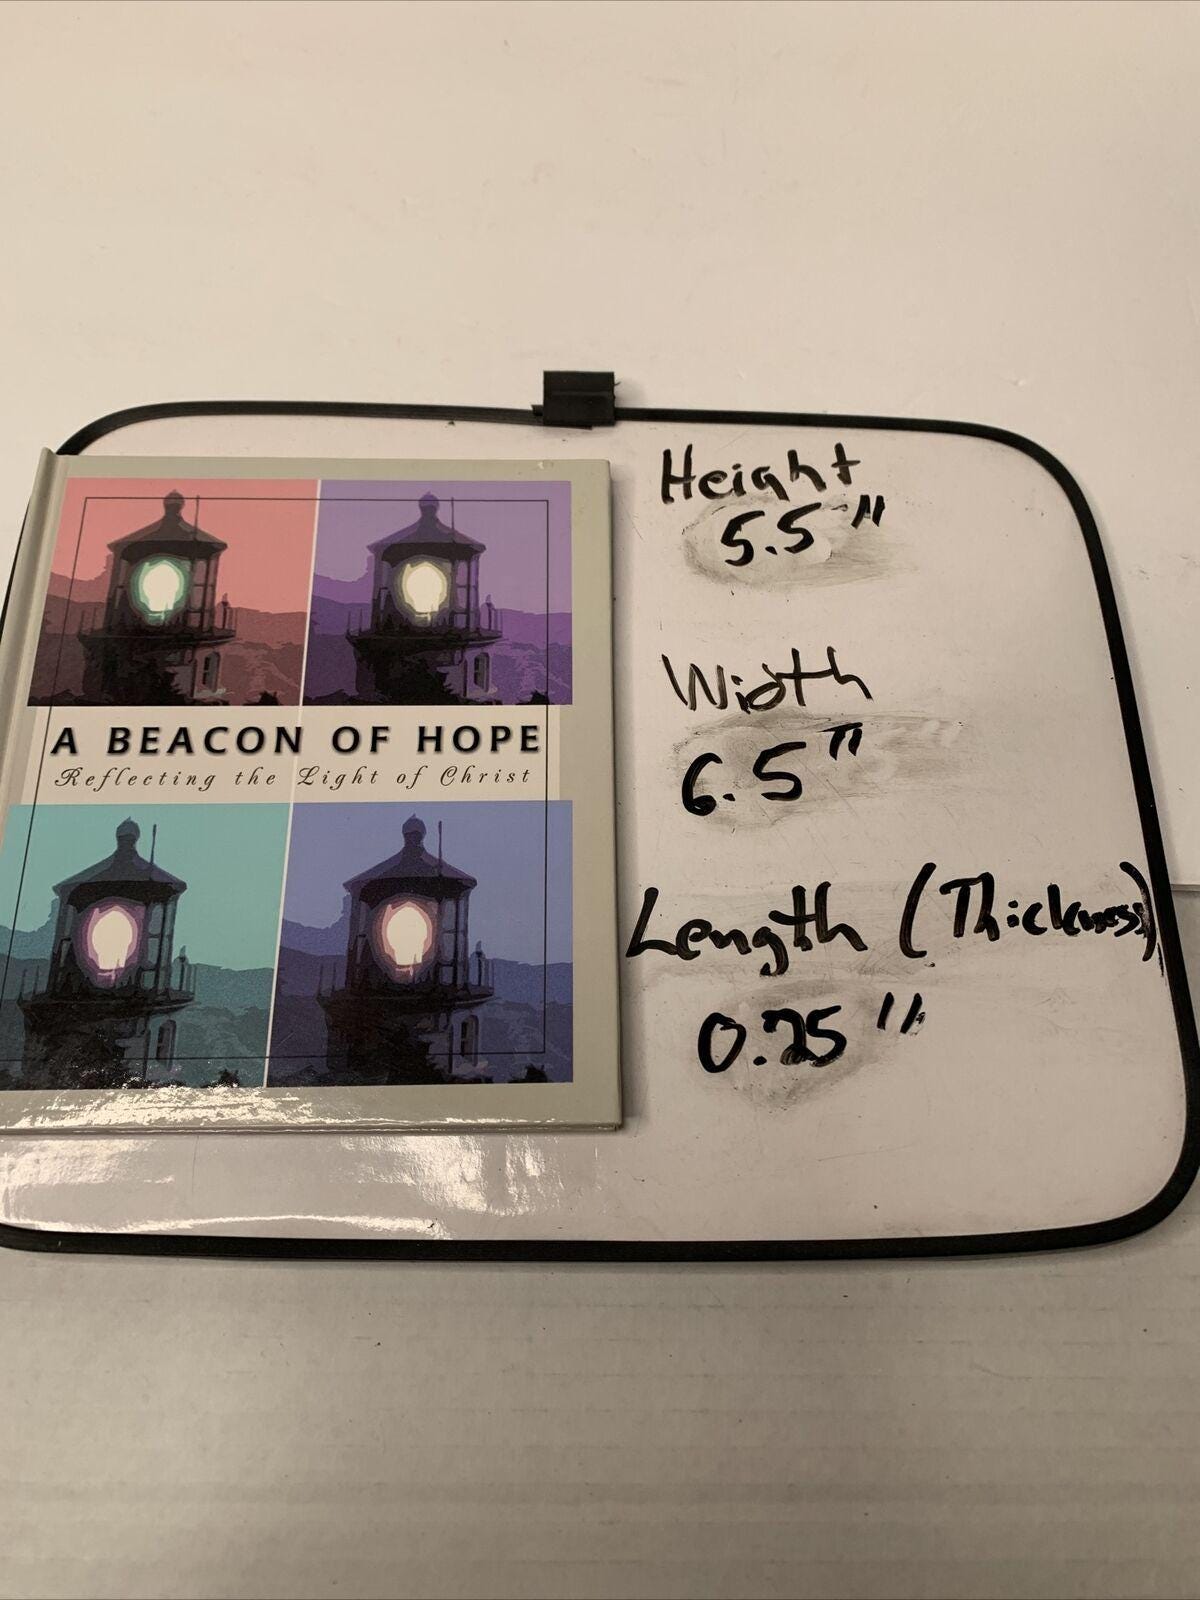 A BEACON OF HOPE
Reflecting the Light of Christ
Height
5.5"
Width
6.5"
Length (Thickness)
0.25"